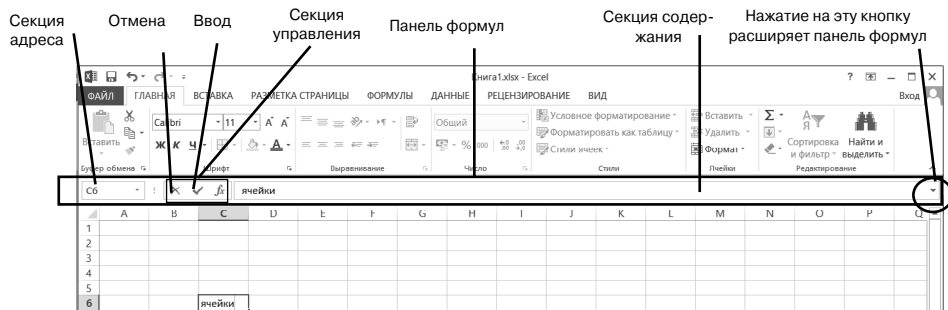 Секция
адреса
Отмена
Ввод
Секция
управления
Панель формул
Секция содер-
жания
Нажатие на эту кнопку
расширяет панель формул
Книга1.xlsx - Excel
?
ФАЙЛ ГЛАВНАЯ ВСТАВКА РАЗМЕТКА СТРАНИЦЫ ФОРМУЛЫ ДАННЫЕ РЕЦЕНЗИРОВАНИЕ ВИД Вход
Вставить
Calibri 11
Ж К Ч
Общий
% 000
Условное форматирование
Форматировать как таблицу
Стили ячеек
Вставить
Удалить
Формат
Сортировка
и фильтр
Найти и
выделить
Буфер обмена Шрифт Выравнивание Число Стили Ячейки Редактирование
C6 fx ячейки
A B C D E F G H I J K L M N O P Q
1
2
3
4
5
6 ячейки